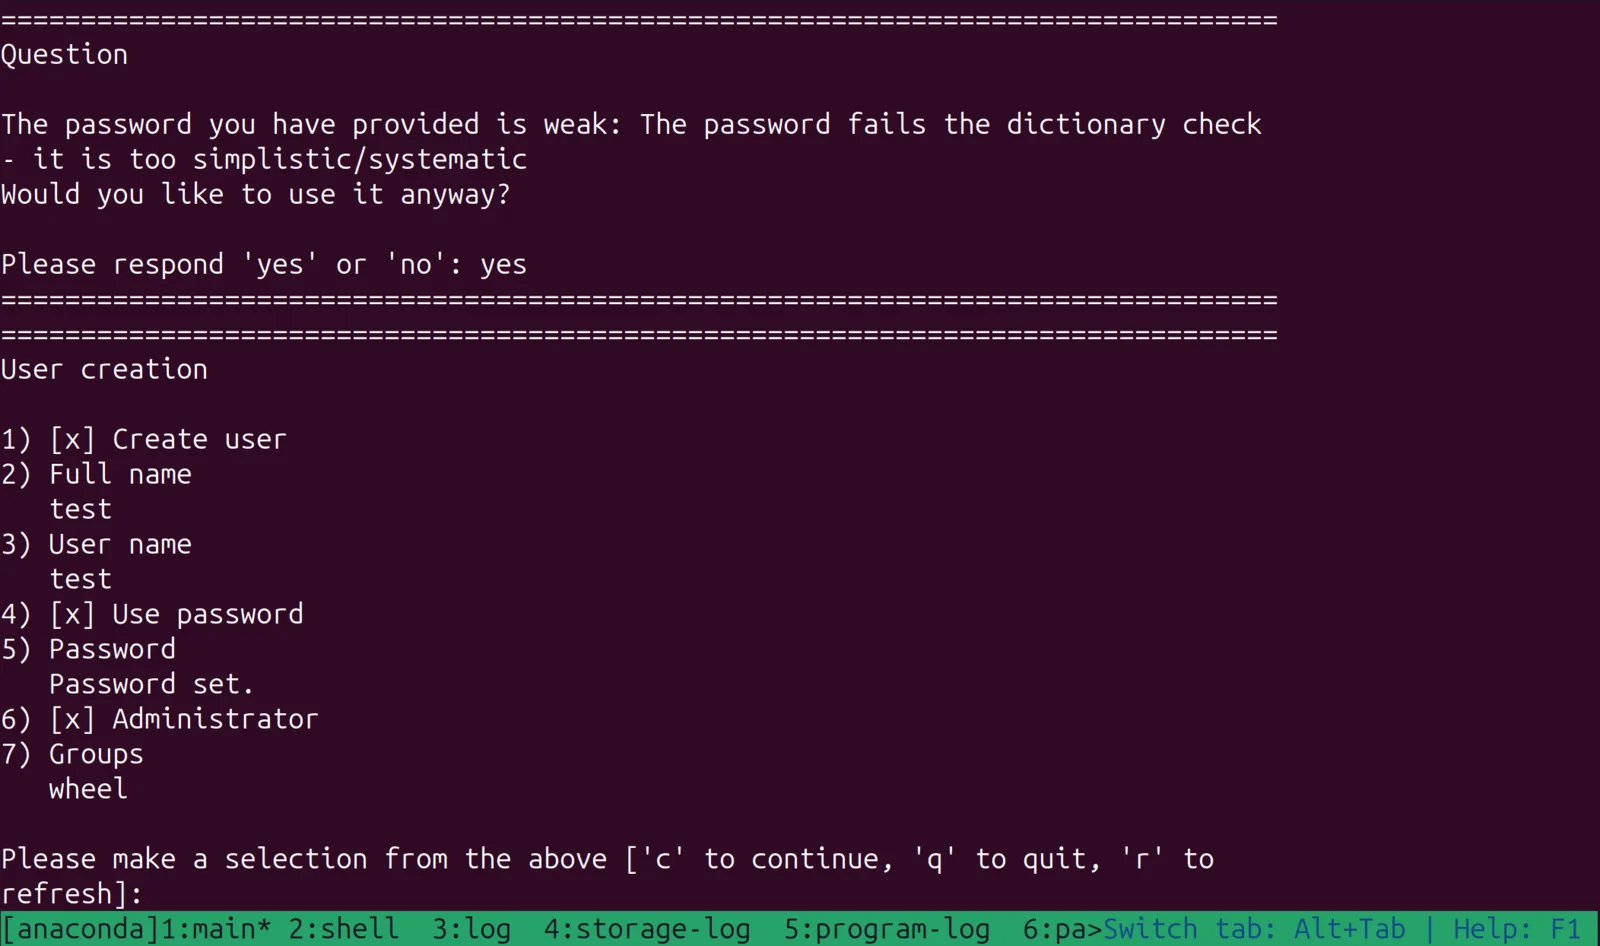 ================================================================================
Question

The password you have provided is weak: The password fails the dictionary check
- it is too simplistic/systematic
Would you like to use it anyway?

Please respond 'yes' or 'no': yes
================================================================================
================================================================================
User creation

1) [x] Create user
2) Full name
   test
3) User name
   test
4) [x] Use password
5) Password
   Password set.
6) [x] Administrator
7) Groups
   wheel

Please make a selection from the above ['c' to continue, 'q' to quit, 'r' to
refresh]:
[anaconda]1:main* 2:shell  3:log  4:storage-log  5:program-log  6:pa>Switch tab: Alt+Tab | Help: F1